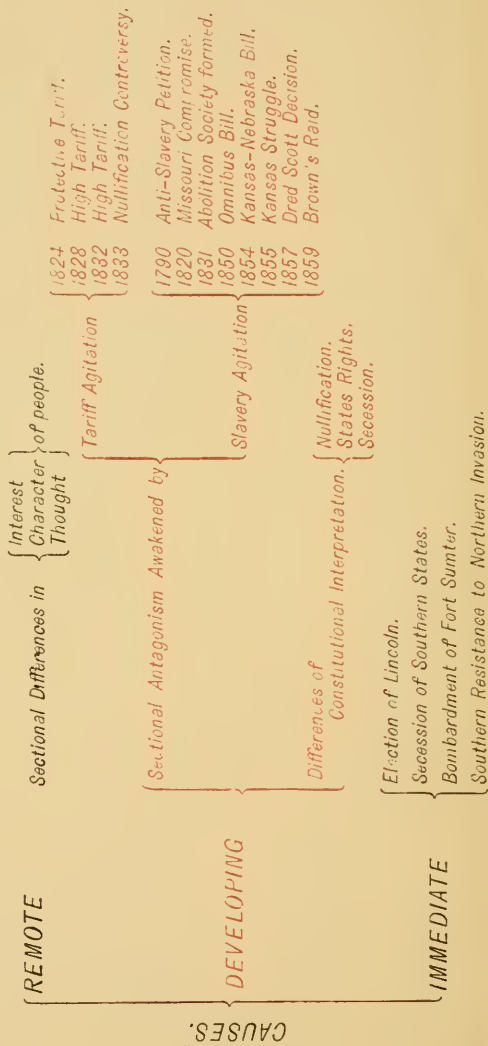 CAUSES.
REMOTE
Sectional Differences in
Interest
Character
Thought
of people.
DEVELOPING
Sectional Antagonism Awakened by
Tariff Agitation
1824 Protective Tariff.
1828 High Tariff.
1832 High Tariff.
1833 Nullification Controversy.
Slavery Agitation
1790 Anti-Slavery Petition.
1820 Missouri Compromise.
1831 Abolition Society formed.
1850 Omnibus Bill.
1854 Kansas-Nebraska Bill.
1855 Kansas Struggle.
1857 Dred Scott Decision.
1859 Brown's Raid.
Differences of
Constitutional Interpretation.
Nullification.
States Rights.
Secession.
IMMEDIATE
Election of Lincoln.
Secession of Southern States.
Bombardment of Fort Sumter.
Southern Resistance to Northern Invasion.